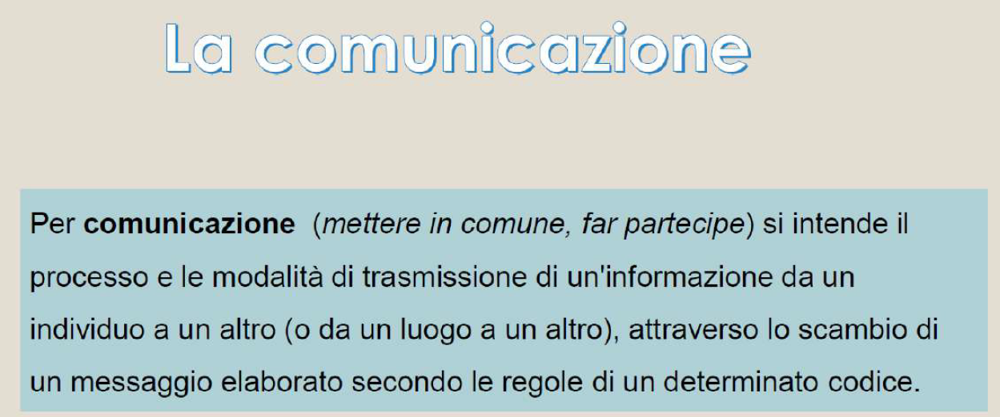 La comunicazione
Per comunicazione (mettere in comune, far partecipe) si intende il
processo e le modalità di trasmissione di un'informazione da un
individuo a un altro (o da un luogo a un altro), attraverso lo scambio di
un messaggio elaborato secondo le regole di un determinato codice.